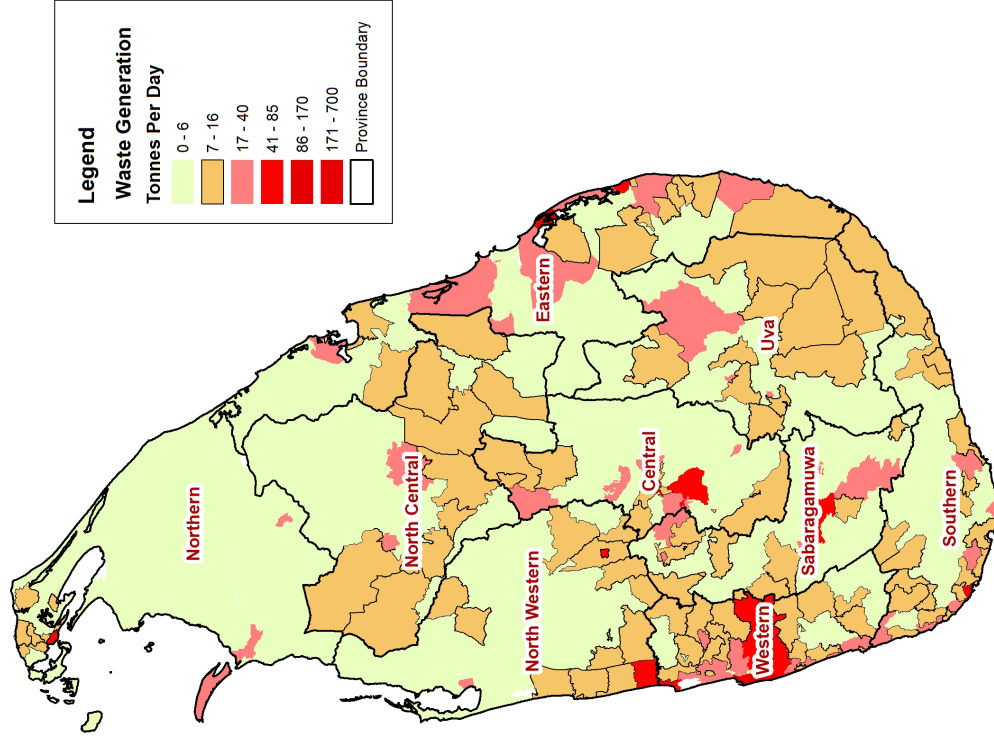 Legend
Waste Generation
Tonnes Per Day
0 - 6
7 - 16
17 - 40
41 - 85
86 - 170
171 - 700
Province Boundary
Northern
North Central
Eastern
North Western
Central
Uva
Sabaragamuwa
Western
Southern